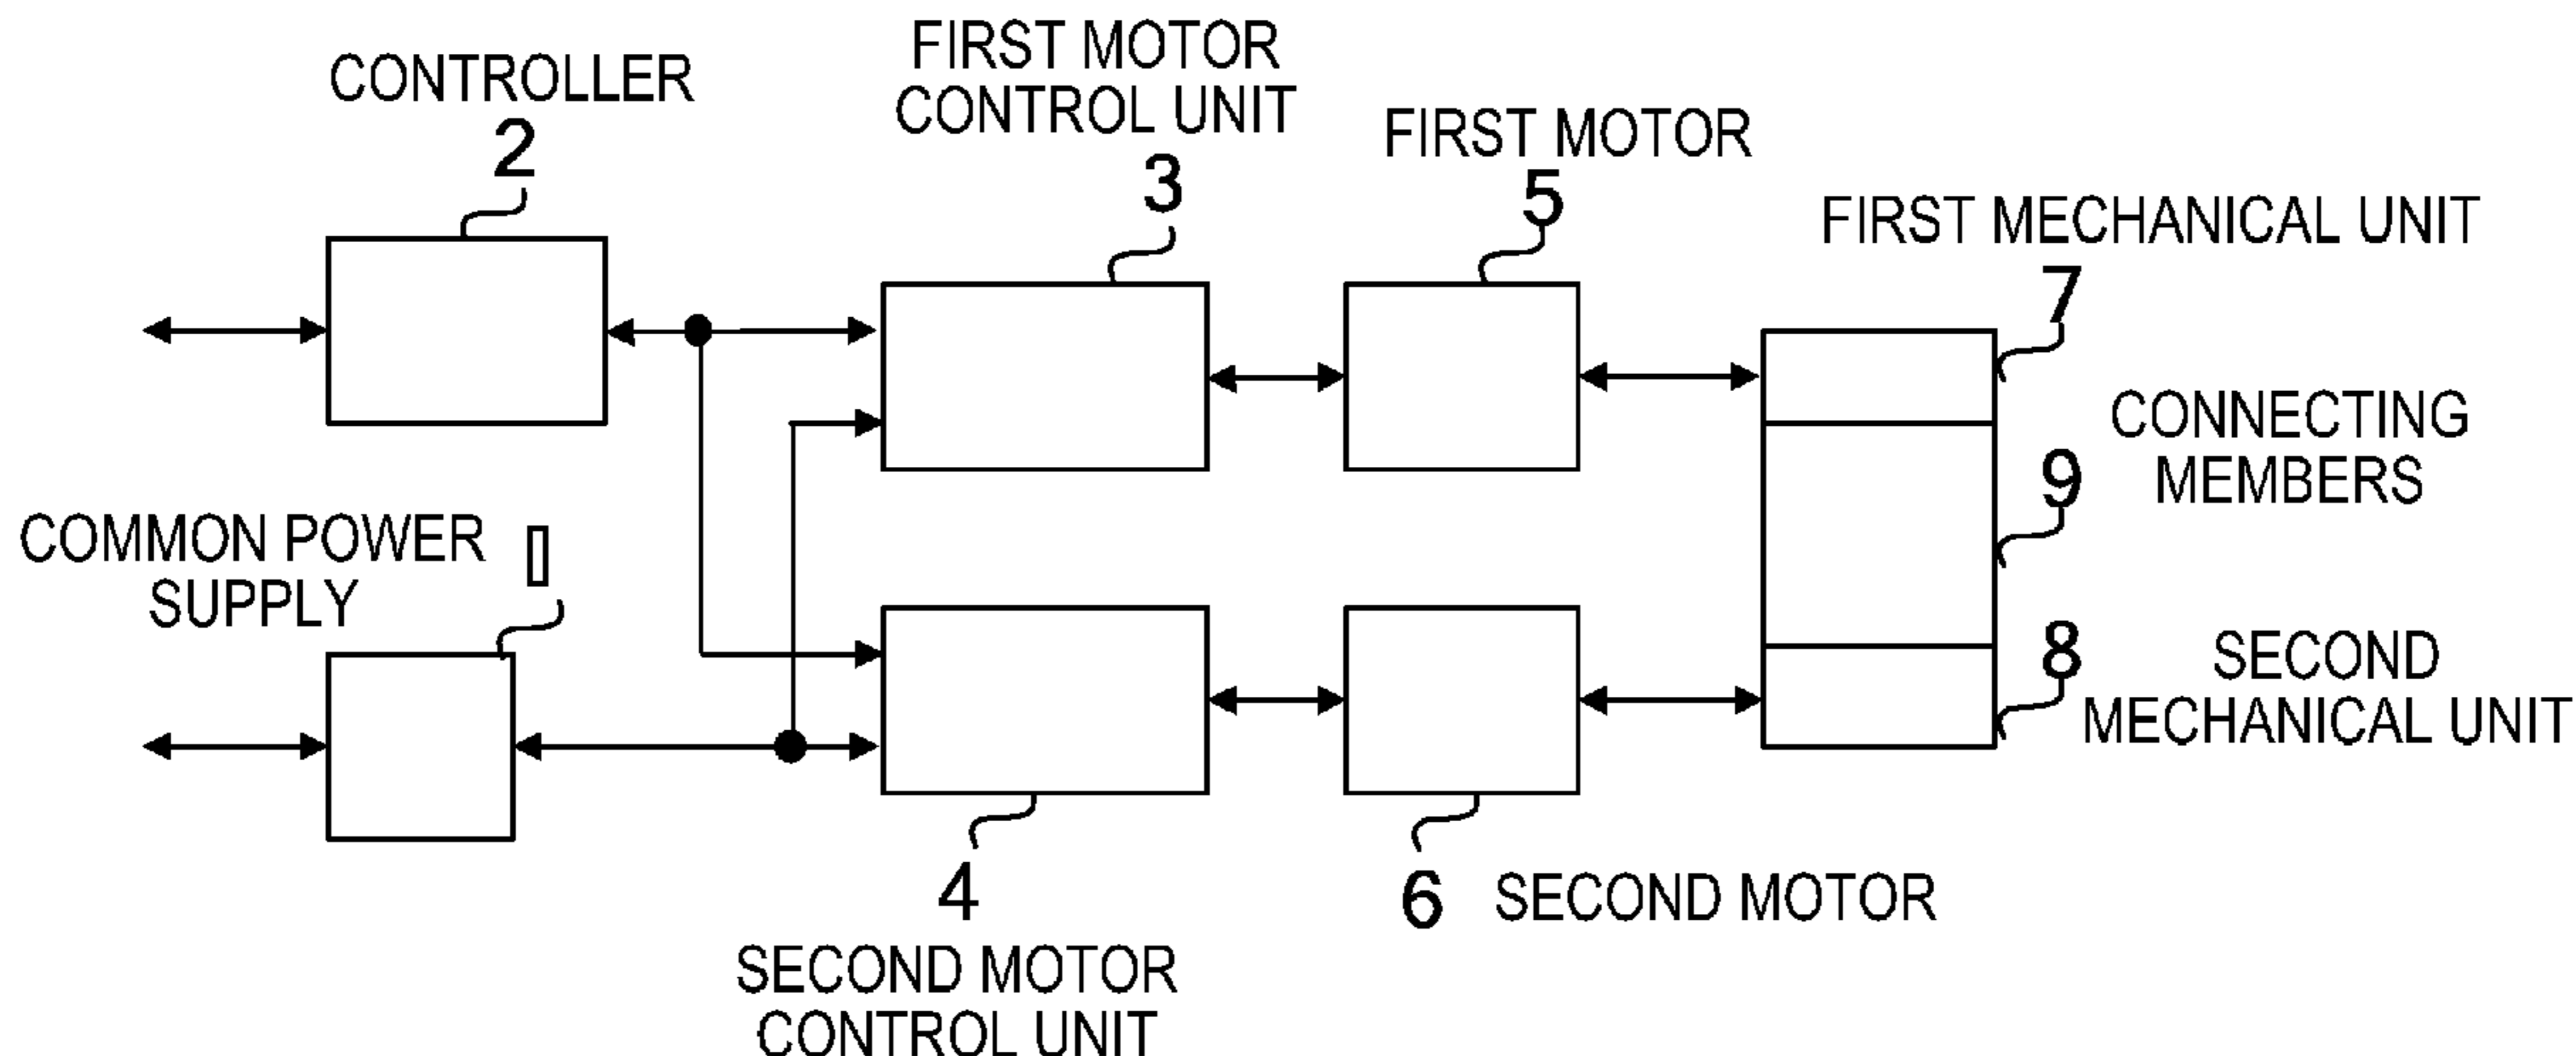 CONTROLLER
2
FIRST MOTOR
CONTROL UNIT
3
FIRST MOTOR
5
FIRST MECHANICAL UNIT
7
CONNECTING
MEMBERS
9
COMMON POWER
SUPPLY
SECOND
MECHANICAL UNIT
8
4
SECOND MOTOR
CONTROL UNIT
6 SECOND MOTOR